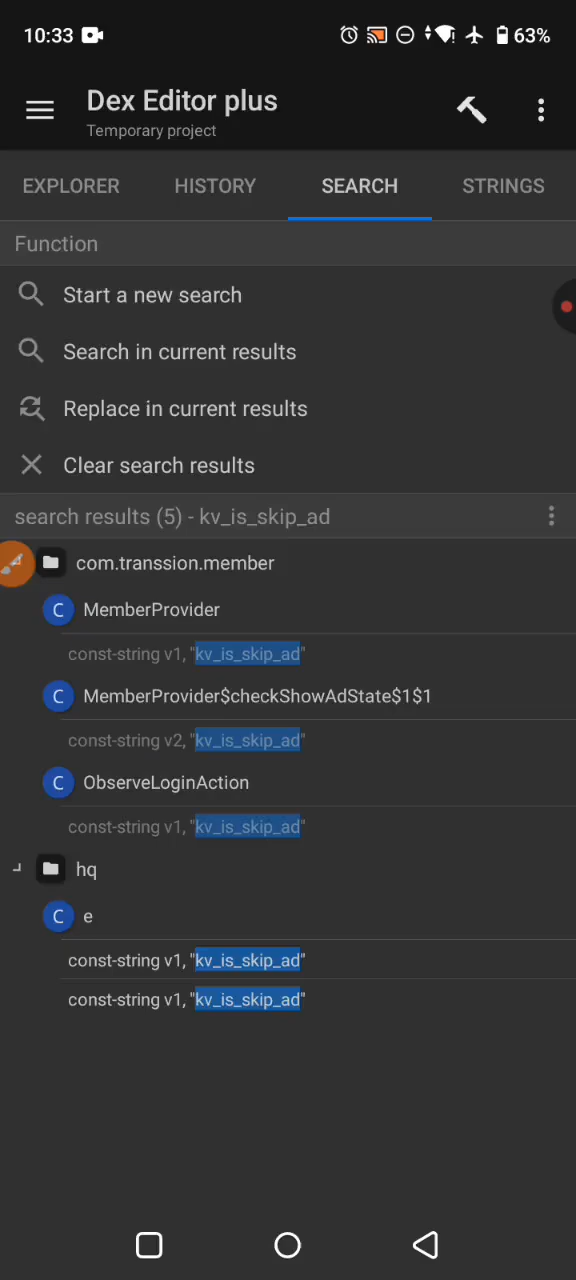 10:33 63%
Dex Editor plus
Temporary project
EXPLORER HISTORY SEARCH STRINGS
Function
Start a new search
Search in current results
Replace in current results
Clear search results
search results (5) - kv_is_skip_ad
com.transsion.member
C MemberProvider
const-string v1, "kv_is_skip_ad"
C MemberProvider$checkShowAdState$1$1
const-string v2, "kv_is_skip_ad"
C ObserveLoginAction
const-string v1, "kv_is_skip_ad"
hq
C e
const-string v1, "kv_is_skip_ad"
const-string v1, "kv_is_skip_ad"